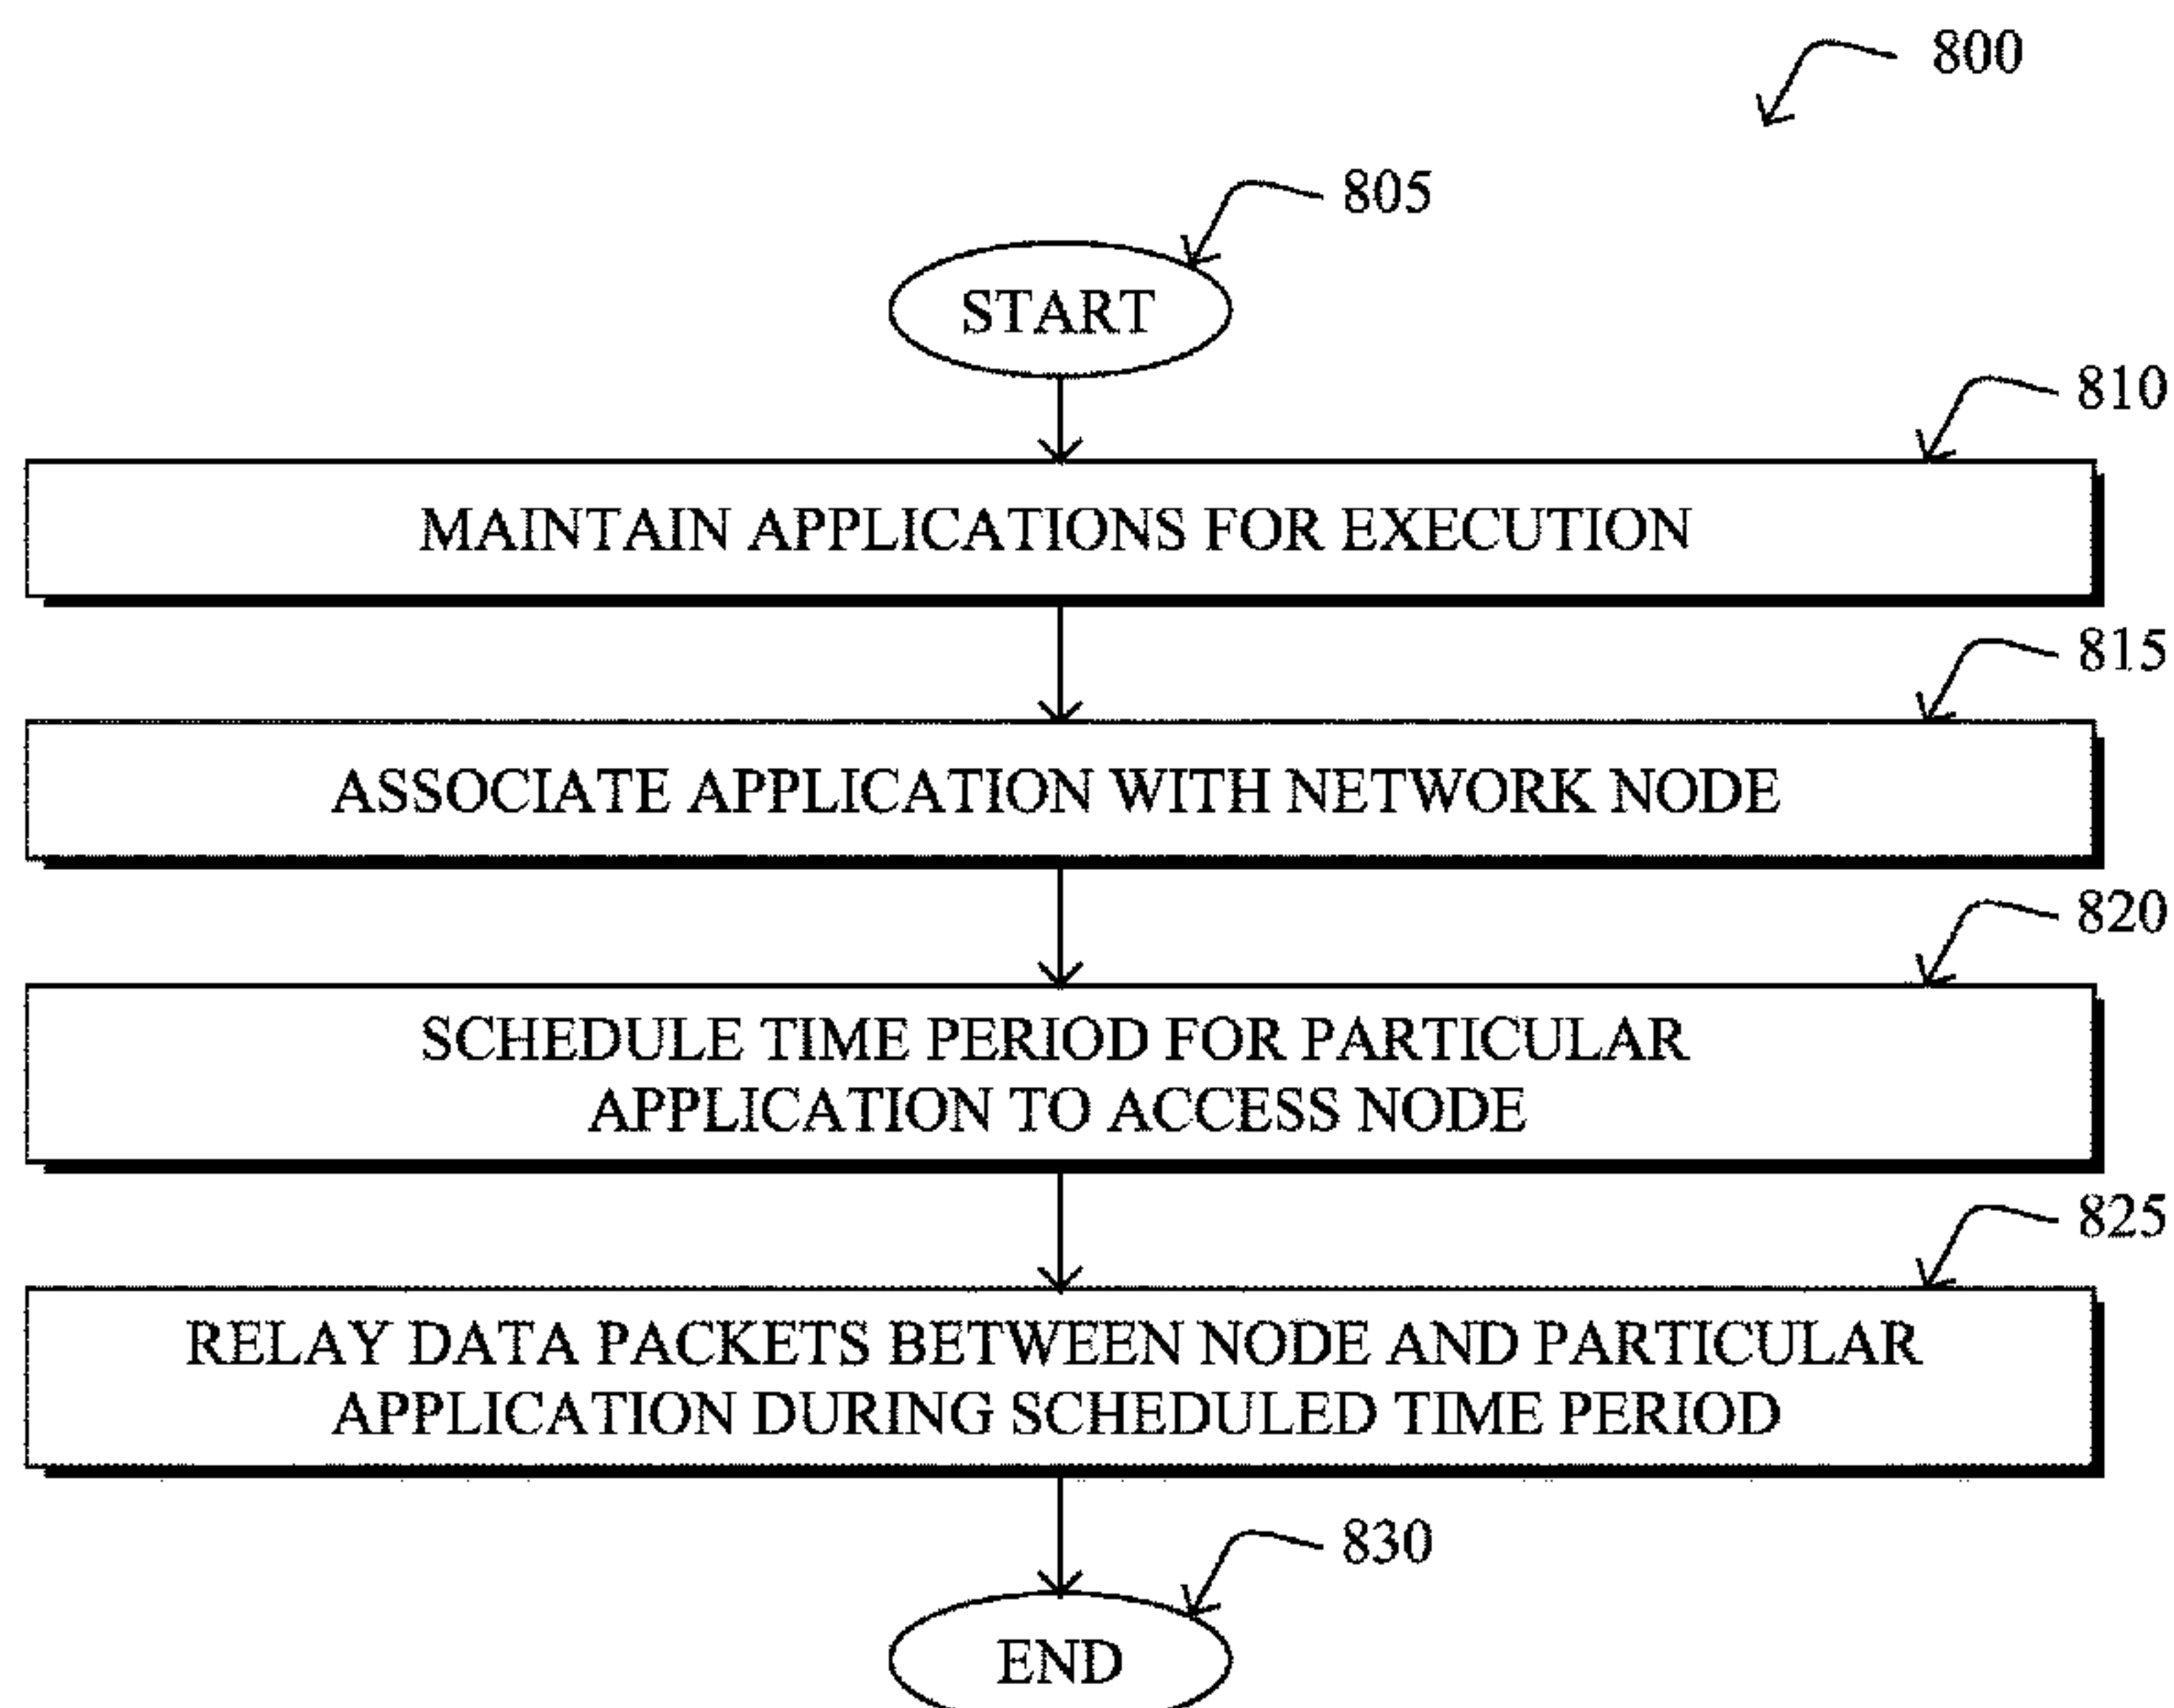 800
805
START
810
MAINTAIN APPLICATIONS FOR EXECUTION
815
ASSOCIATE APPLICATION WITH NETWORK NODE
820
SCHEDULE TIME PERIOD FOR PARTICULAR
APPLICATION TO ACCESS NODE
825
RELAY DATA PACKETS BETWEEN NODE AND PARTICULAR
APPLICATION DURING SCHEDULED TIME PERIOD
830
END